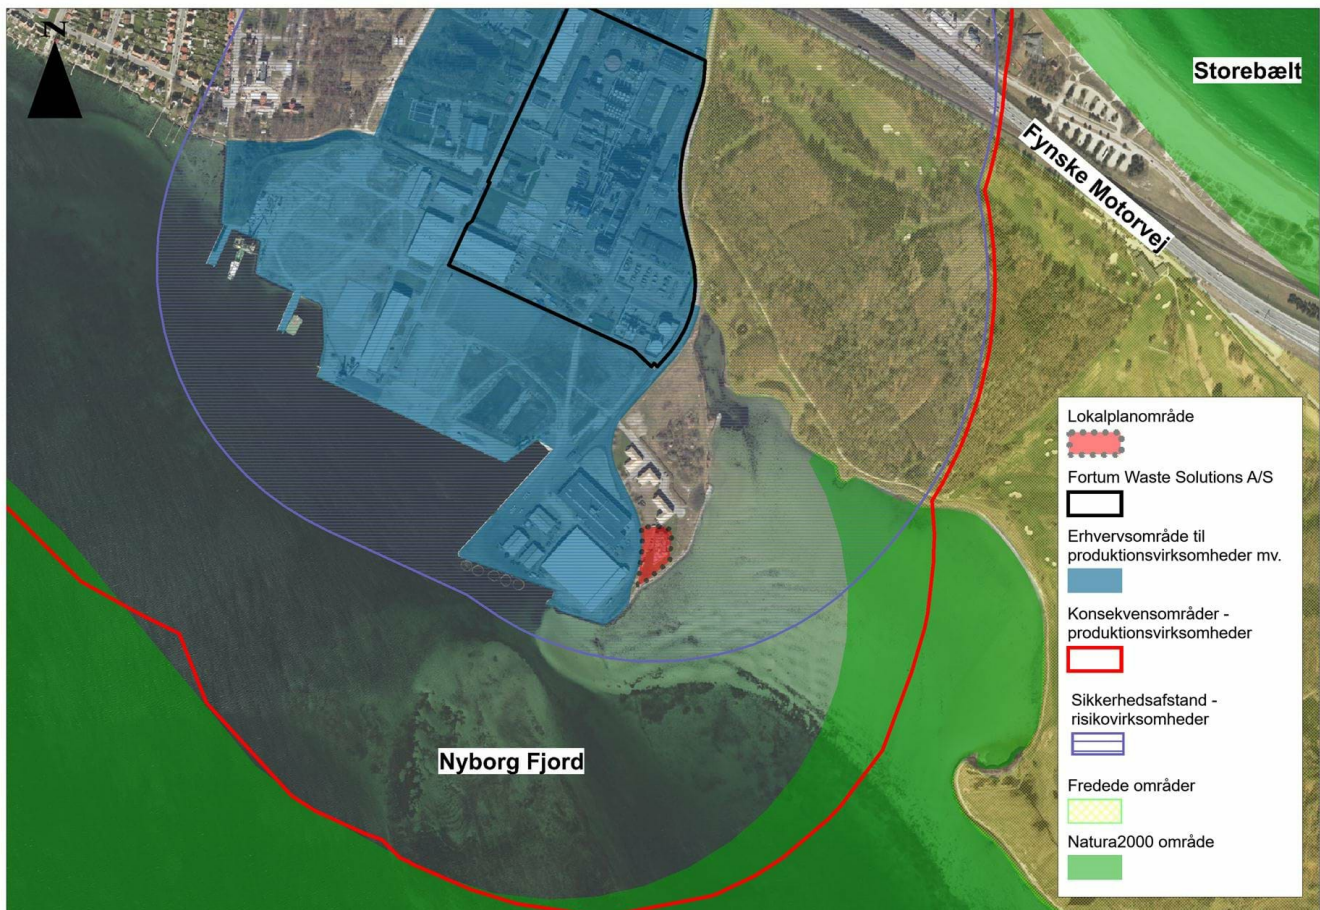 N
Storebælt
Fynske Motorvej
Nyborg Fjord
Lokalplanområde
Fortum Waste Solutions A/S
Erhvervsområde til
produktionsvirksomheder mv.
Konsekvensområder -
produktionsvirksomheder
Sikkerhedsafstand -
risikovirksomheder
Fredede områder
Natura2000 område